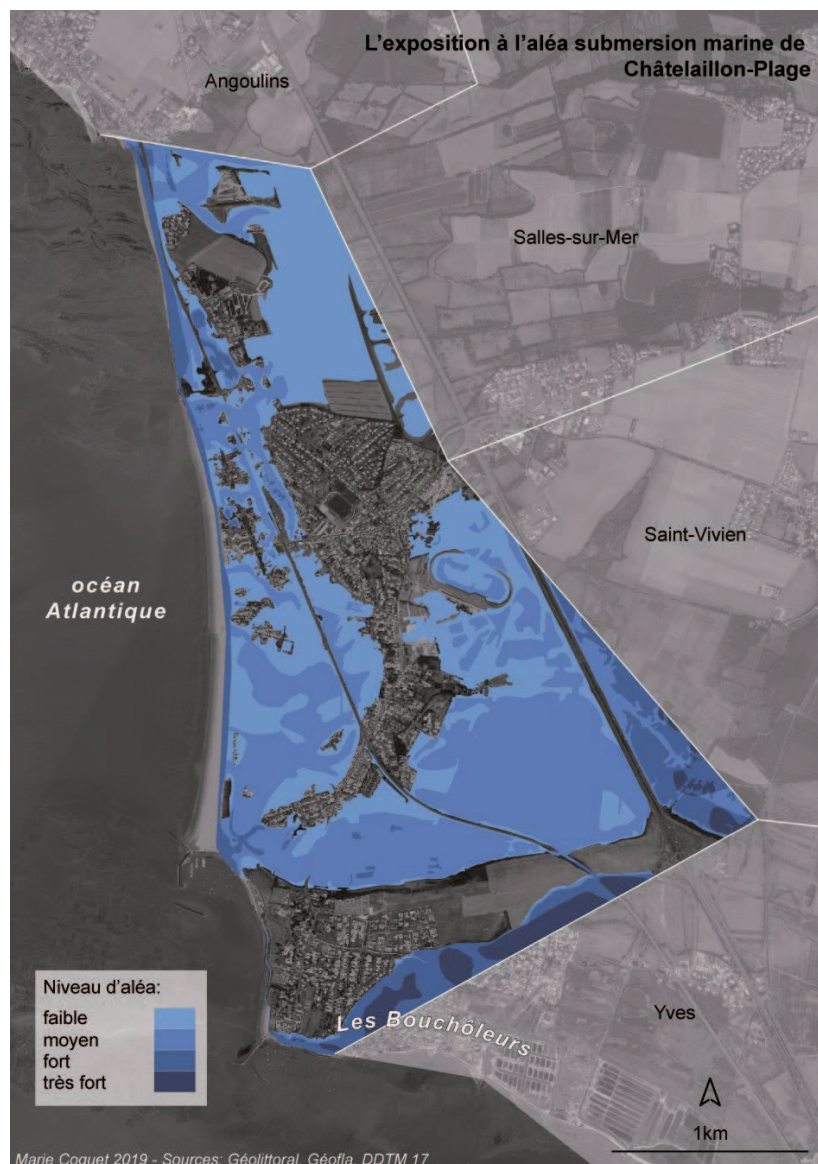 L'exposition à l'aléa submersion marine de
Châtelaillon-Plage
Angoulins
Salles-sur-Mer
Saint-Vivien
océan
Atlantique
Niveau d'aléa:
faible
moyen
fort
très fort
Les Bouchôleurs
Yves
1km
Marie Coquet 2019 - Sources: Géolittoral, Géofla, DDTM 17